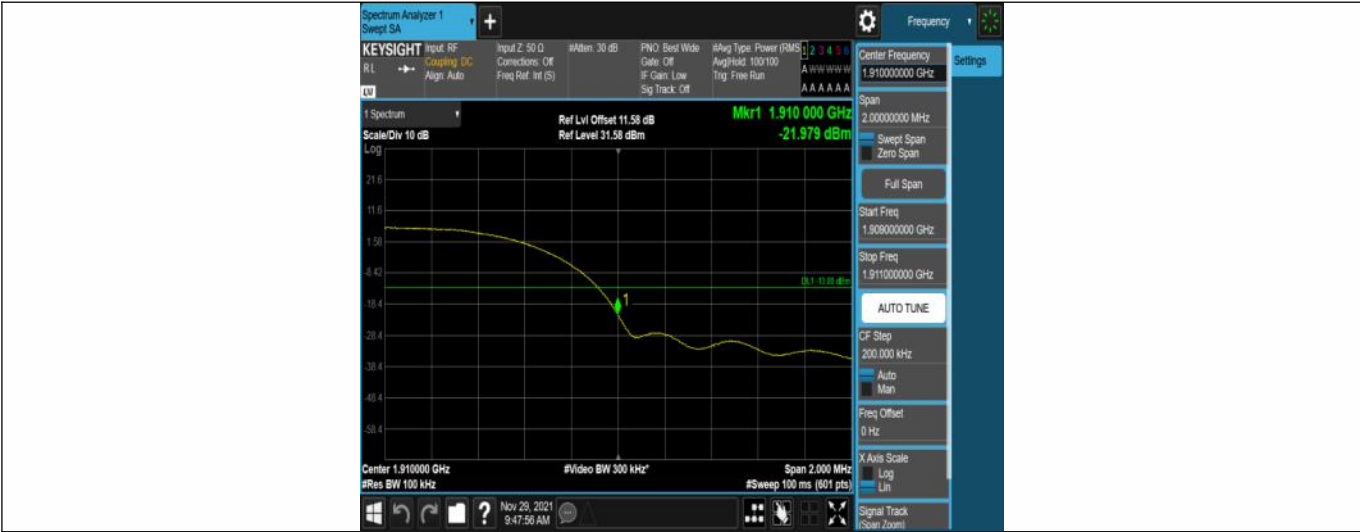 Spectrum Analyzer 1
Swept SA
+
Frequency
KEYSIGHT
RL
LXI
Input: RF
Coupling: DC
Align: Auto
Input Z: 50 Ω
Corrections: Off
Freq Ref: Int (S)
#Atten: 30 dB
PNO: Best Wide
Gate: Off
IF Gain: Low
Sig Track: Off
#Avg Type: Power (RMS
Avg|Hold: 100/100
Trig: Free Run
1 2 3 4 5 6
A W W W W W
A A A A A A
1 Spectrum
Scale/Div 10 dB
Log
Ref Lvl Offset 11.58 dB
Ref Level 31.58 dBm
Mkr1 1.910 000 GHz
-21.979 dBm
21.6
11.6
1.58
-8.42
-18.4
-28.4
-38.4
-48.4
-58.4
DL1 -13.00 dBm
1
Center 1.910000 GHz
#Res BW 100 kHz
#Video BW 300 kHz*
Span 2.000 MHz
#Sweep 100 ms (601 pts)
Center Frequency
1.910000000 GHz
Settings
Span
2.00000000 MHz
Swept Span
Zero Span
Full Span
Start Freq
1.909000000 GHz
Stop Freq
1.911000000 GHz
AUTO TUNE
CF Step
200.000 kHz
Auto
Man
Freq Offset
0 Hz
X Axis Scale
Log
Lin
Signal Track
(Span Zoom)
?
Nov 29, 2021
9:47:56 AM